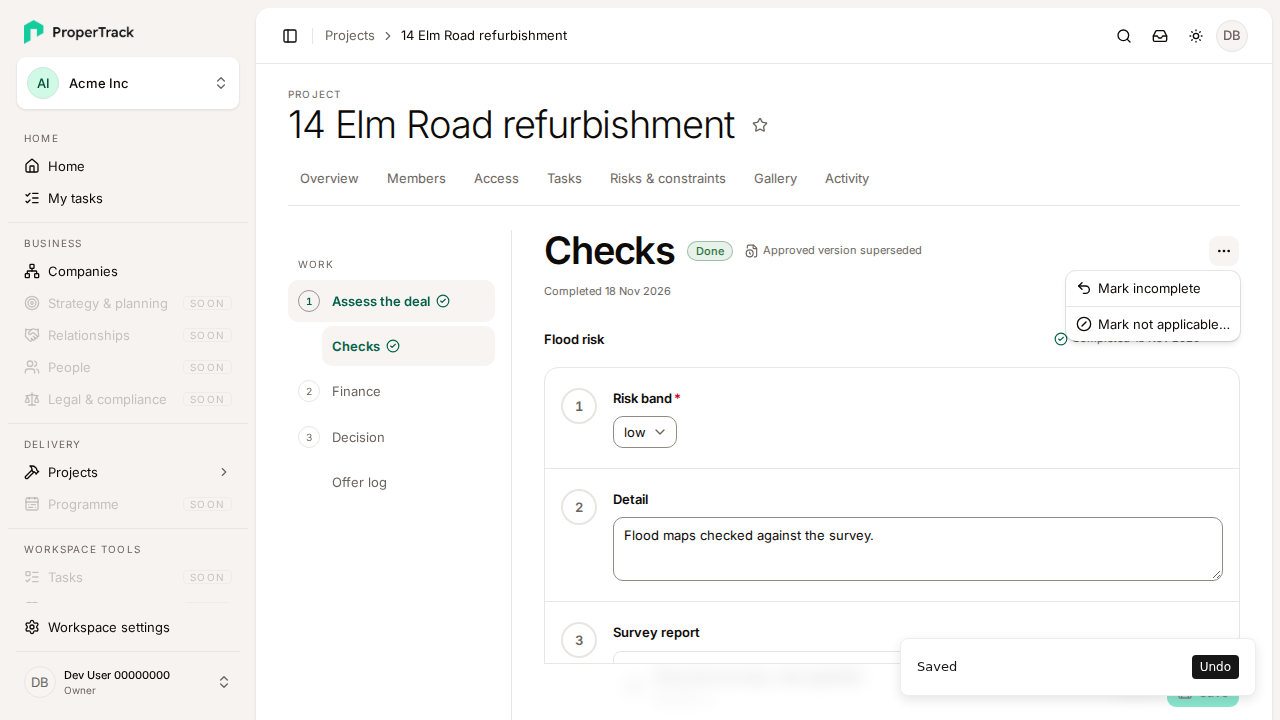 ProperTrack
AI
Acme Inc
HOME
Home
My tasks
BUSINESS
Companies
Strategy & planning SOON
Relationships SOON
People SOON
Legal & compliance SOON
DELIVERY
Projects
Programme SOON
WORKSPACE TOOLS
Tasks SOON
Workspace settings
DB
Dev User 00000000
Owner
Projects
14 Elm Road refurbishment
DB
PROJECT
14 Elm Road refurbishment
Overview
Members
Access
Tasks
Risks & constraints
Gallery
Activity
WORK
1 Assess the deal
Checks
2 Finance
3 Decision
Offer log
Checks
Done
Approved version superseded
Completed 18 Nov 2026
Mark incomplete
Mark not applicable...
Flood risk
1 Risk band *
low
2 Detail
Flood maps checked against the survey.
3 Survey report
Saved
Undo